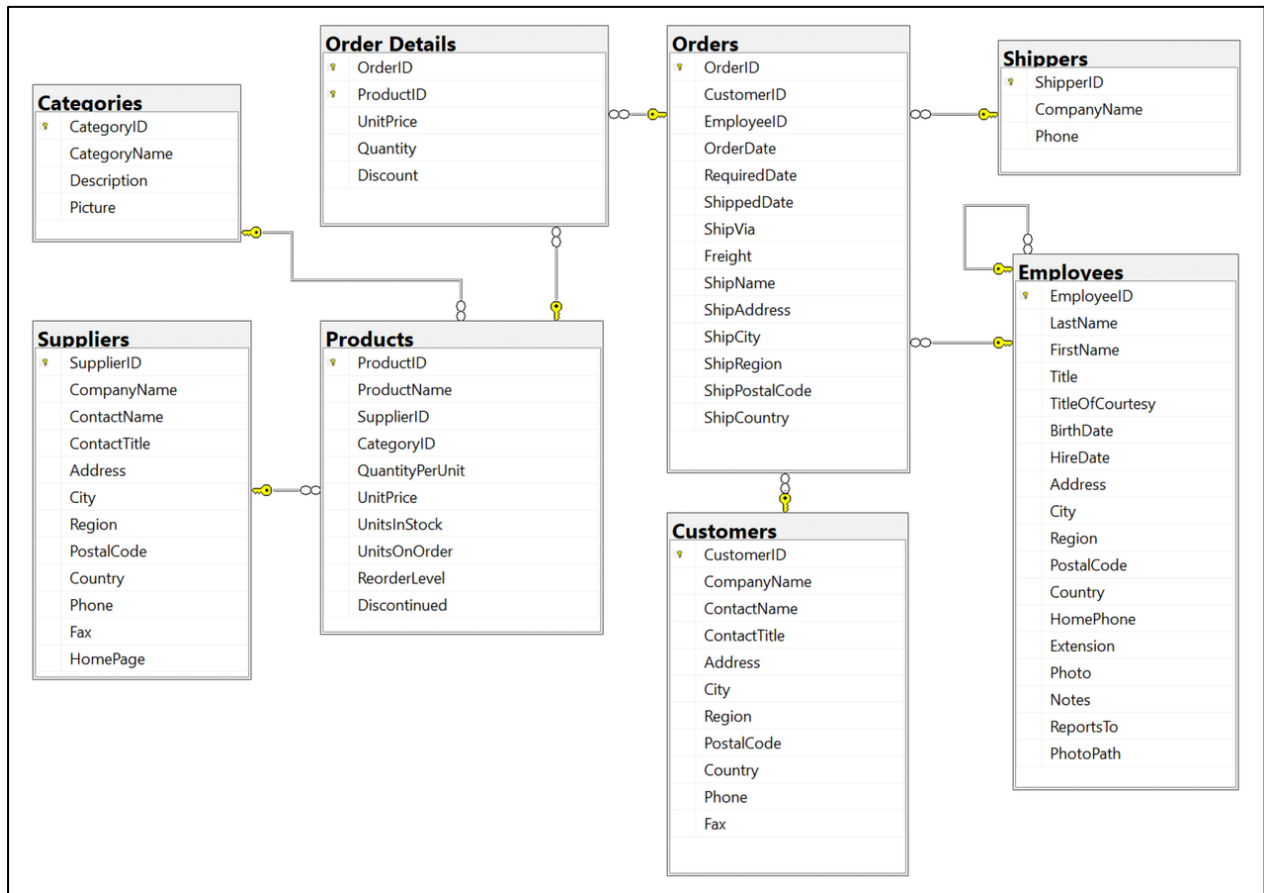 Order Details
OrderID
ProductID
UnitPrice
Quantity
Discount
Orders
OrderID
CustomerID
EmployeeID
OrderDate
RequiredDate
ShippedDate
ShipVia
Freight
ShipName
ShipAddress
ShipCity
ShipRegion
ShipPostalCode
ShipCountry
Shippers
ShipperID
CompanyName
Phone
Categories
CategoryID
CategoryName
Description
Picture
Employees
EmployeeID
LastName
FirstName
Title
TitleOfCourtesy
BirthDate
HireDate
Address
City
Region
PostalCode
Country
HomePhone
Extension
Photo
Notes
ReportsTo
PhotoPath
Suppliers
SupplierID
CompanyName
ContactName
ContactTitle
Address
City
Region
PostalCode
Country
Phone
Fax
HomePage
Products
ProductID
ProductName
SupplierID
CategoryID
QuantityPerUnit
UnitPrice
UnitsInStock
UnitsOnOrder
ReorderLevel
Discontinued
Customers
CustomerID
CompanyName
ContactName
ContactTitle
Address
City
Region
PostalCode
Country
Phone
Fax